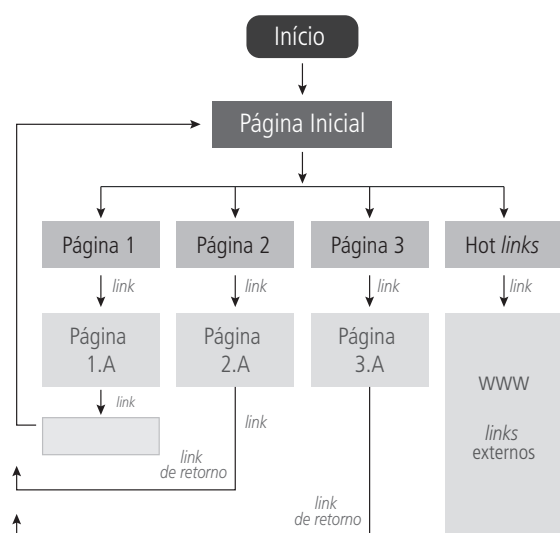 Início
Página Inicial
Página 1
Página 2
Página 3
Hot links
link
link
link
link
Página
1.A
Página
2.A
Página
3.A
WWW
links
externos
link
link
link
de retorno
link
de retorno